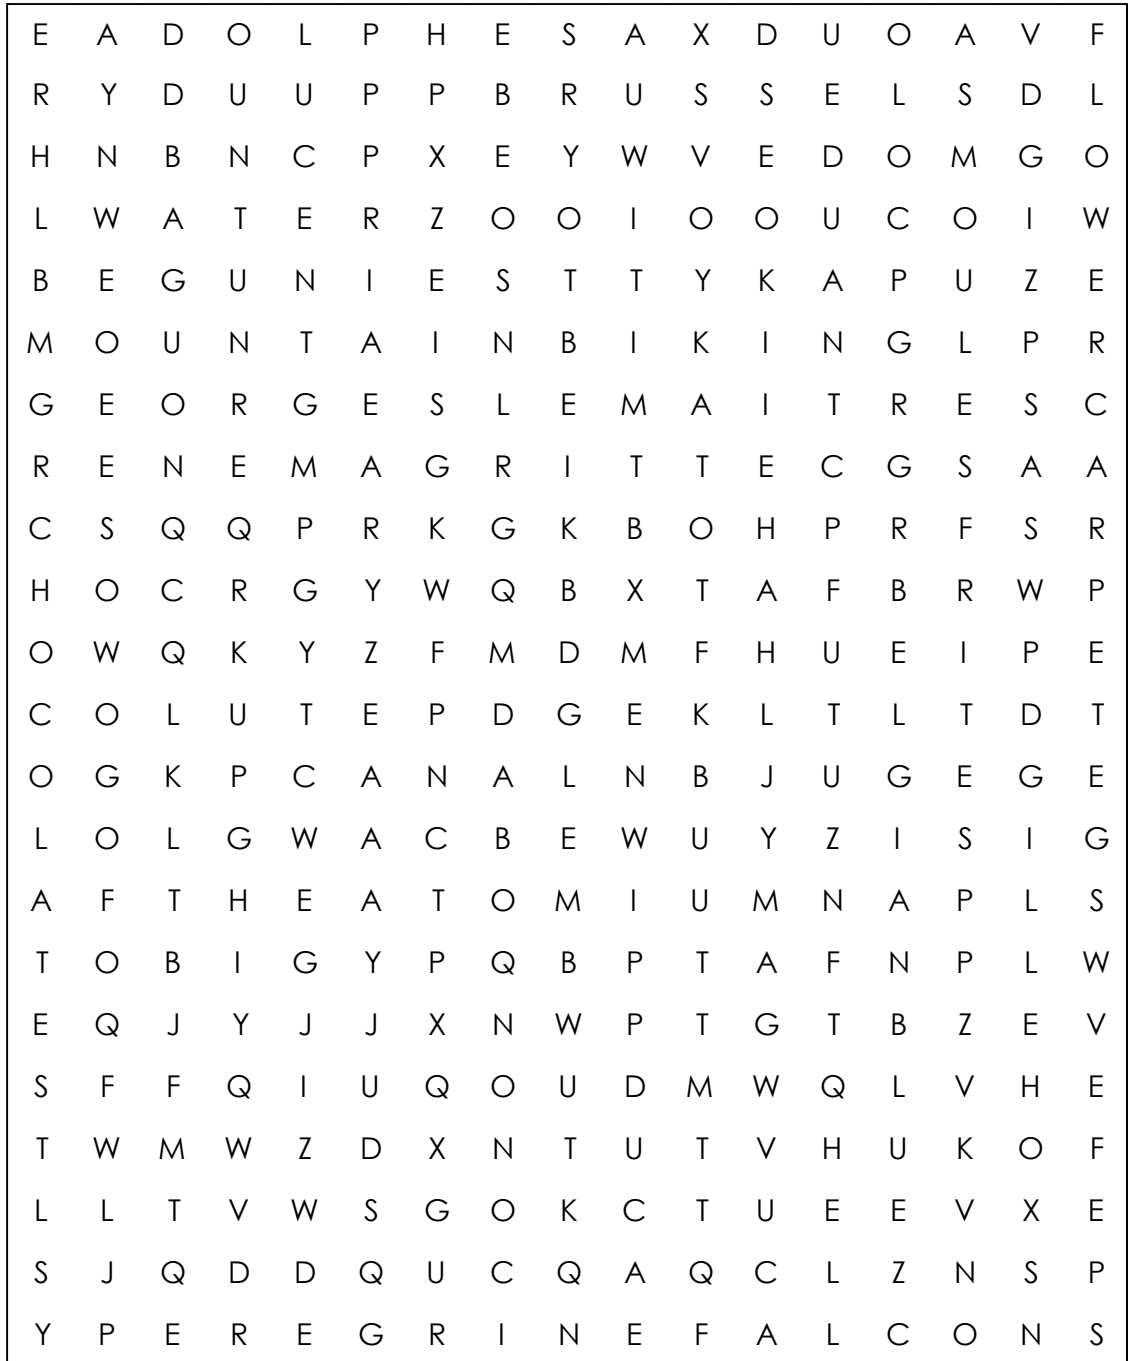 E A D O L P H E S A X D U O A V F
R Y D U U P P B R U S S E L S D L
H N B N C P X E Y W V E D O M G O
L W A T E R Z O O I O O U C O I W
B E G U N I E S T T Y K A P U Z E
M O U N T A I N B I K I N G L P R
G E O R G E S L E M A I T R E S C
R E N E M A G R I T T E C G S A A
C S Q Q P R K G K B O H P R F S R
H O C R G Y W Q B X T A F B R W P
O W Q K Y Z F M D M F H U E I P E
C O L U T E P D G E K L T L T D T
O G K P C A N A L N B J U G E G E
L O L G W A C B E W U Y Z I S I G
A F T H E A T O M I U M N A P L S
T O B I G Y P Q B P T A F N P L W
E Q J Y J J X N W P T G T B Z E V
S F F Q I U Q O U D M W Q L V H E
T W M W Z D X N T U T V H U K O F
L L T V W S G O K C T U E E V X E
S J Q D D Q U C Q A Q C L Z N S P
Y P E R E G R I N E F A L C O N S